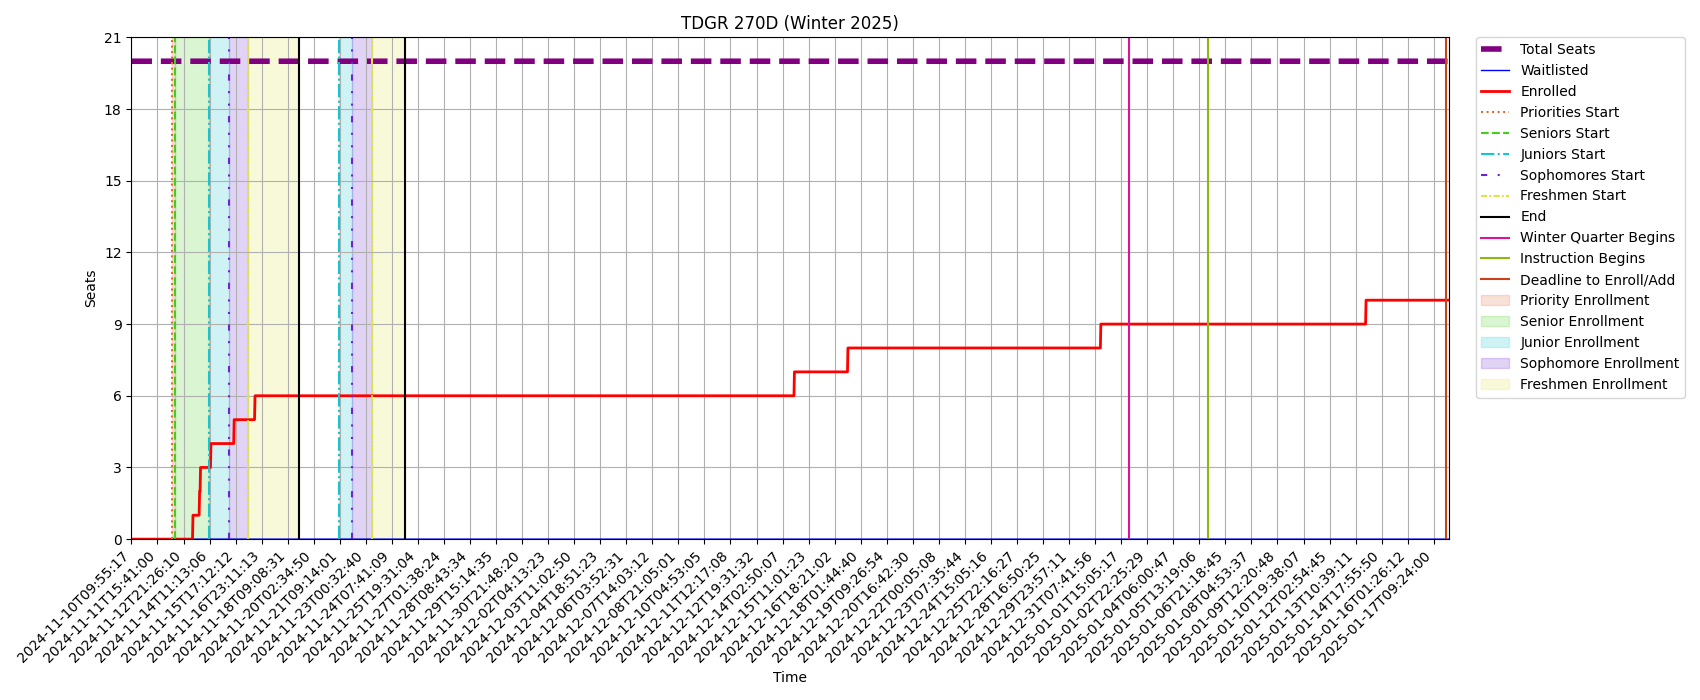 TDGR 270D (Winter 2025)
21
18
15
12
9
6
3
0
Seats
2024-11-10T09:55:17
2024-11-11T15:41:00
2024-11-12T21:26:10
2024-11-14T11:13:06
2024-11-15T17:12:12
2024-11-16T23:11:13
2024-11-18T09:08:31
2024-11-20T02:34:50
2024-11-21T09:14:01
2024-11-23T00:32:40
2024-11-24T07:41:09
2024-11-25T19:31:04
2024-11-27T01:38:24
2024-11-28T08:43:34
2024-11-29T15:14:35
2024-11-30T21:48:20
2024-12-02T04:13:23
2024-12-03T11:02:50
2024-12-04T18:51:23
2024-12-06T03:52:31
2024-12-07T14:03:12
2024-12-08T21:05:01
2024-12-10T04:53:05
2024-12-11T12:17:08
2024-12-12T19:31:32
2024-12-14T02:50:07
2024-12-15T11:01:23
2024-12-16T18:21:02
2024-12-18T01:44:40
2024-12-19T09:26:54
2024-12-20T16:42:30
2024-12-22T00:05:08
2024-12-23T07:35:44
2024-12-24T15:05:16
2024-12-25T22:16:27
2024-12-28T16:50:25
2024-12-29T23:57:11
2024-12-31T07:41:56
2025-01-01T15:05:17
2025-01-02T22:25:29
2025-01-04T06:00:47
2025-01-05T13:19:06
2025-01-06T21:18:45
2025-01-08T04:53:37
2025-01-09T12:20:48
2025-01-10T19:38:07
2025-01-12T02:54:45
2025-01-13T10:39:11
2025-01-14T17:55:50
2025-01-16T01:26:12
2025-01-17T09:24:00
Time
Total Seats
Waitlisted
Enrolled
Priorities Start
Seniors Start
Juniors Start
Sophomores Start
Freshmen Start
End
Winter Quarter Begins
Instruction Begins
Deadline to Enroll/Add
Priority Enrollment
Senior Enrollment
Junior Enrollment
Sophomore Enrollment
Freshmen Enrollment